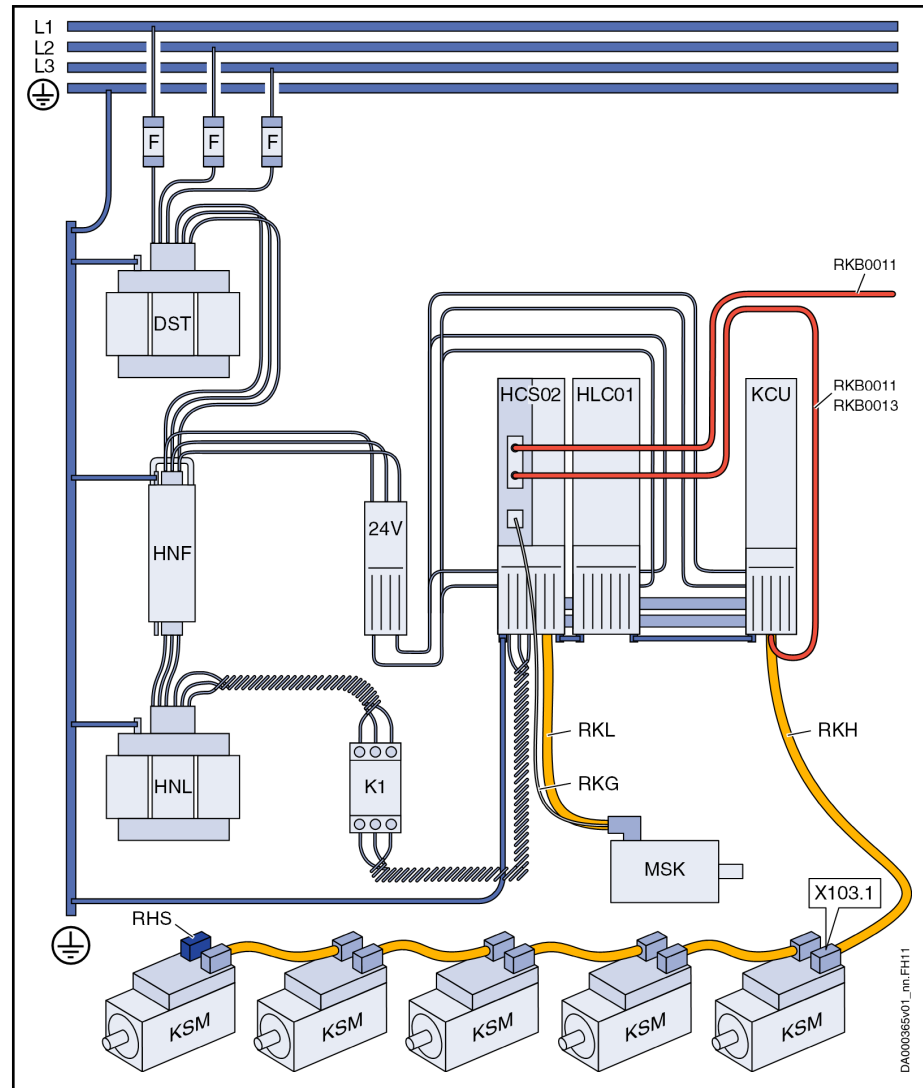 L1
L2
L3
F
F
F
RKB0011
DST
HCS02
HLC01
KCU
RKB0011
RKB0013
24V
HNF
RKL
RKH
HNL
K1
RKG
MSK
X103.1
RHS
KSM
KSM
KSM
KSM
KSM
DA000365v01_nn.FH11